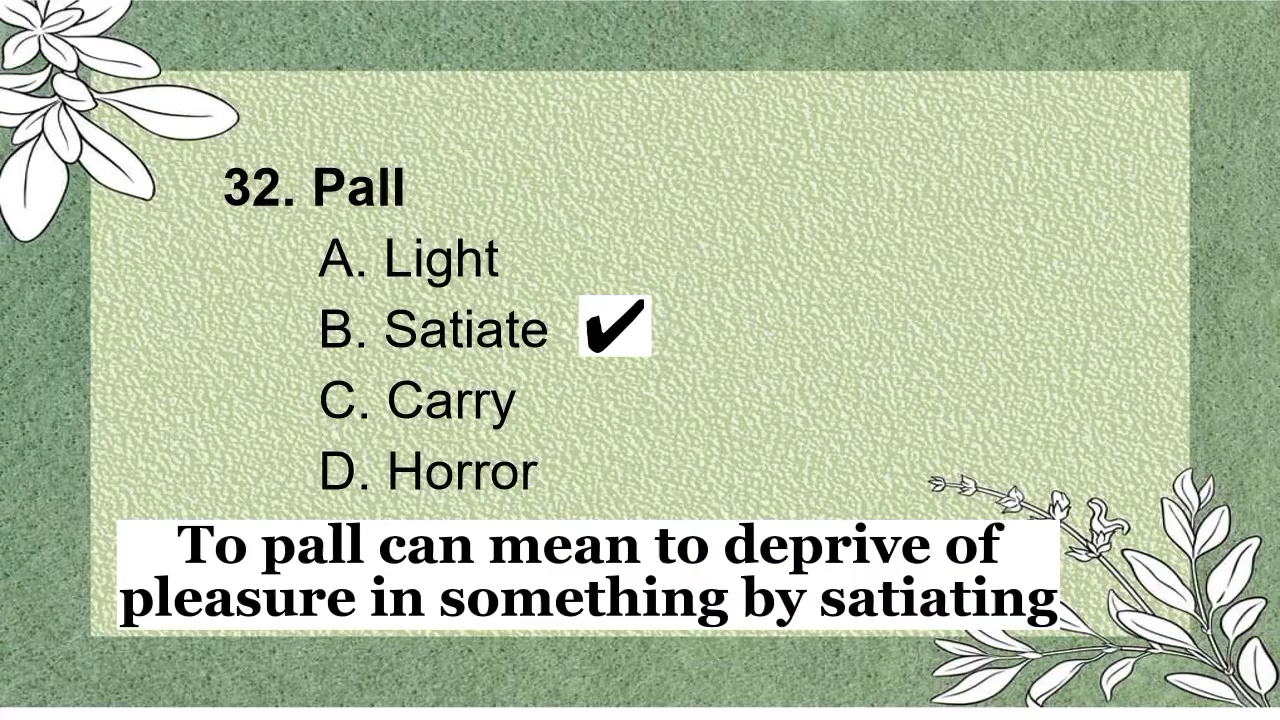 32. Pall
A. Light
B. Satiate ✔
C. Carry
D. Horror
To pall can mean to deprive of
pleasure in something by satiating